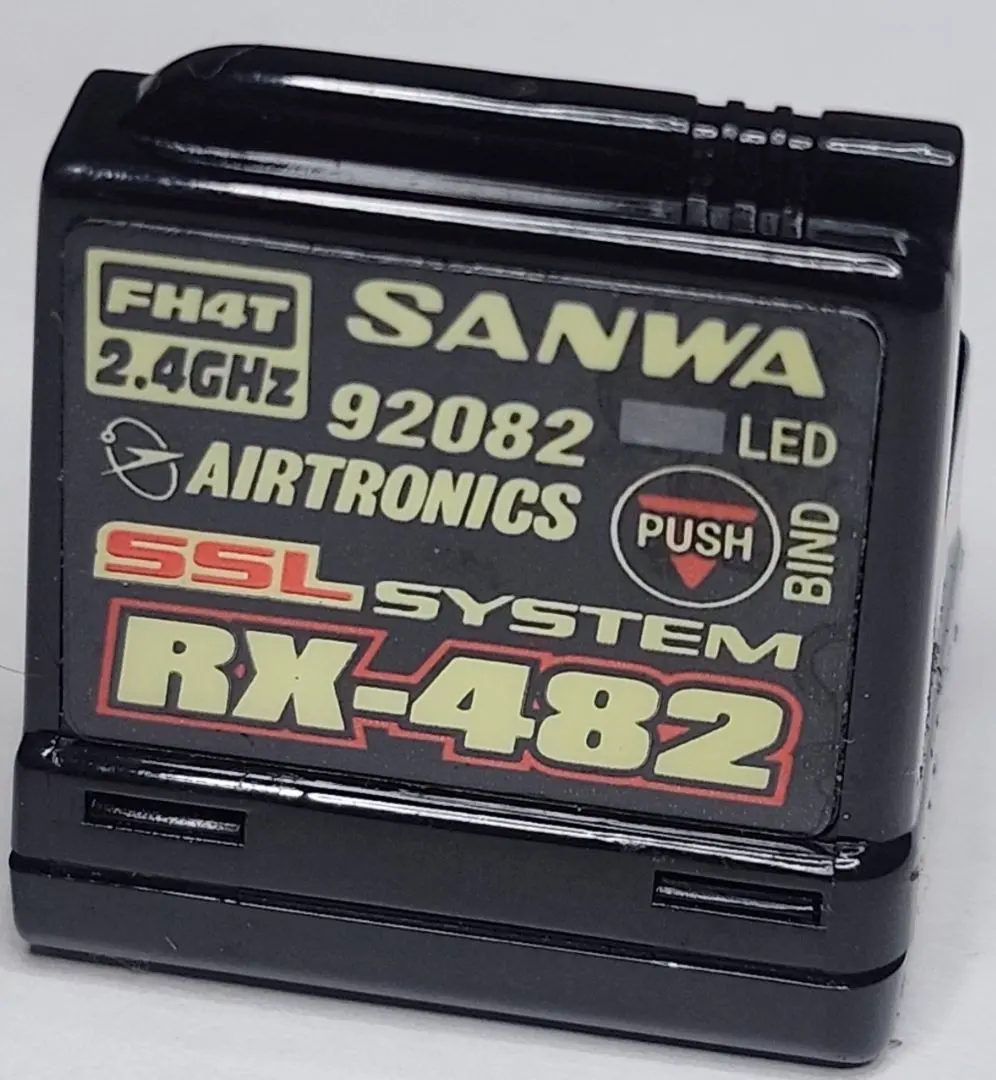 FH4T
2.4GHz
SANWA
92082
LED
AIRTRONICS
PUSH
BIND
SSL SYSTEM
RX-482